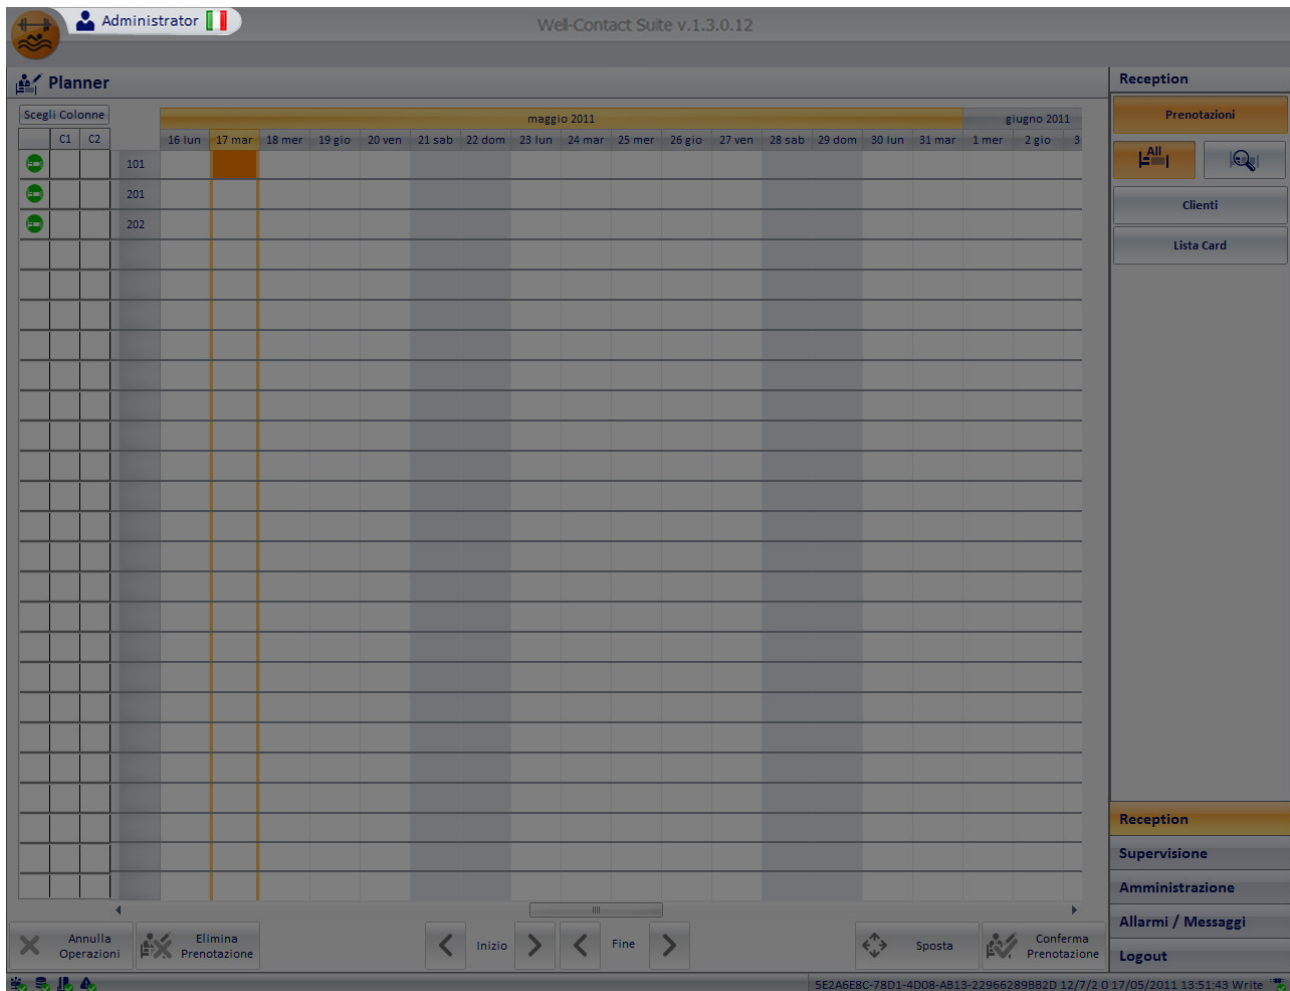 Administrator
Well-Contact Suite v.1.3.0.12
Planner
Reception
Scegli Colonne
maggio 2011
giugno 2011
Prenotazioni
C1 C2
16 lun 17 mar 18 mer 19 gio 20 ven 21 sab 22 dom 23 lun 24 mar 25 mer 26 gio 27 ven 28 sab 29 dom 30 lun 31 mar 1 mer 2 gio 3
All
101
201
202
Clienti
Lista Card
Reception
Supervisione
Amministrazione
Allarmi / Messaggi
Logout
Annulla
Operazioni
Elimina
Prenotazione
Inizio
Fine
Sposta
Conferma
Prenotazione
5E2A6E8C-78D1-4D08-AB13-22966289BB2D 12/7/2 0 17/05/2011 13:51:43 Write